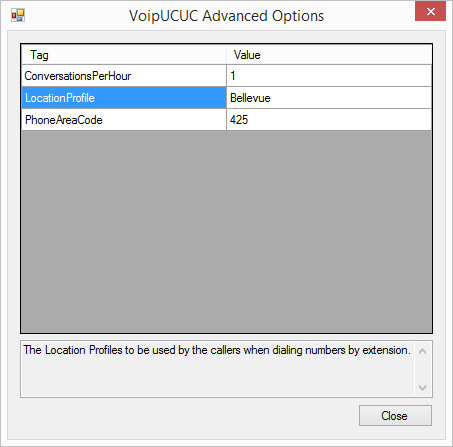 VoipUCUC Advanced Options
Tag Value
ConversationsPerHour 1
LocationProfile Bellevue
PhoneAreaCode 425
The Location Profiles to be used by the callers when dialing numbers by extension.
Close